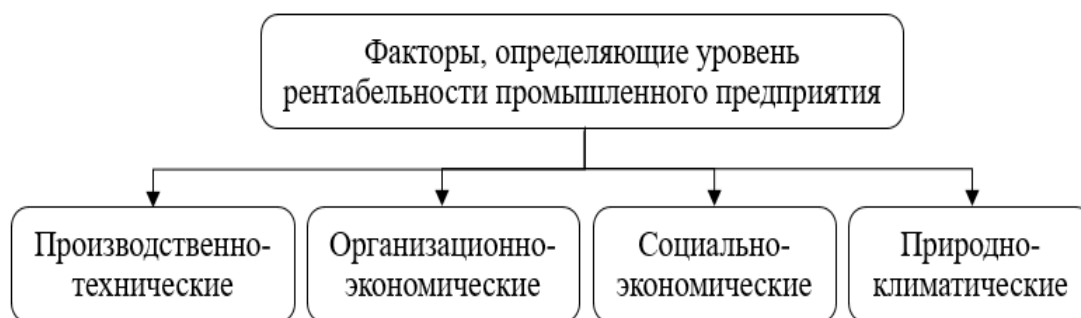 Факторы, определяющие уровень
рентабельности промышленного предприятия
Производственно-
технические
Организационно-
экономические
Социально-
экономические
Природно-
климатические